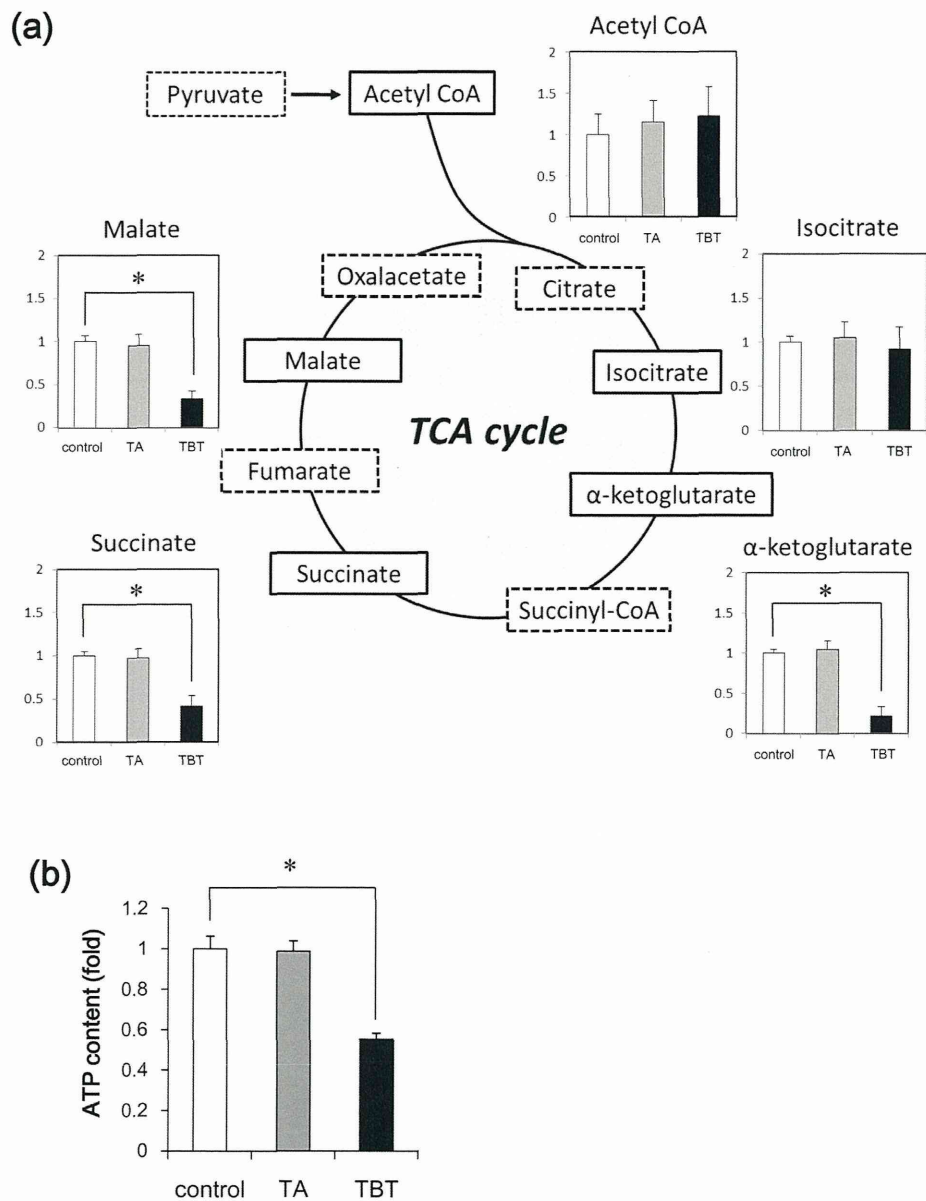 (a)
Acetyl CoA
2
1.5
1
0.5
0
control TA TBT
Pyruvate
Acetyl CoA
Malate
2
1.5
1
0.5
0
*
control TA TBT
Isocitrate
2
1.5
1
0.5
0
control TA TBT
Oxalacetate
Citrate
Malate
Isocitrate
TCA cycle
Fumarate
α-ketoglutarate
Succinate
Succinyl-CoA
Succinate
2
1.5
1
0.5
0
*
control TA TBT
α-ketoglutarate
2
1.5
1
0.5
0
*
control TA TBT
(b)
ATP content (fold)
1.2
1
0.8
0.6
0.4
0.2
0
*
control TA TBT